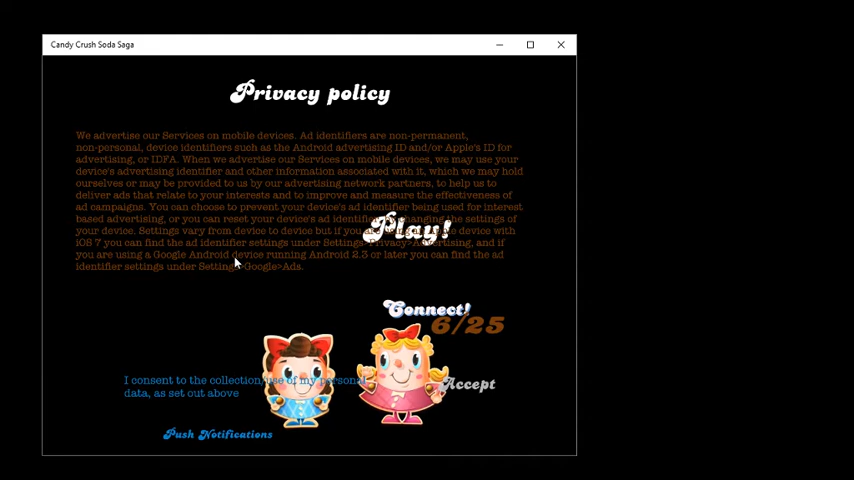 Candy Crush Soda Saga
Privacy policy
We advertise our Services on mobile devices. Ad identifiers are non-permanent,
non-personal, device identifiers such as the Android advertising ID and/or Apple's ID for
advertising, or IDFA. When we advertise our Services on mobile devices, we may use your
device's advertising identifier and other information associated with it, which we may hold
ourselves or may be provided to us by our advertising network partners, to help us to
deliver ads that relate to your interests and to improve and measure the effectiveness of
ad campaigns. You can choose to prevent your device's ad identifier being used for interest
based advertising, or you can reset your device's ad identifier by changing the settings of
your device. Settings vary from device to device but if you are using an Apple device with
iOS 7 you can find the ad identifier settings under Settings>Privacy>Advertising, and if
you are using a Google Android device running Android 2.3 or later you can find the ad
identifier settings under Settings>Google>Ads.
Play!
Connect!
6/25
I consent to the collection/use of my personal
data, as set out above
Accept
Push Notifications